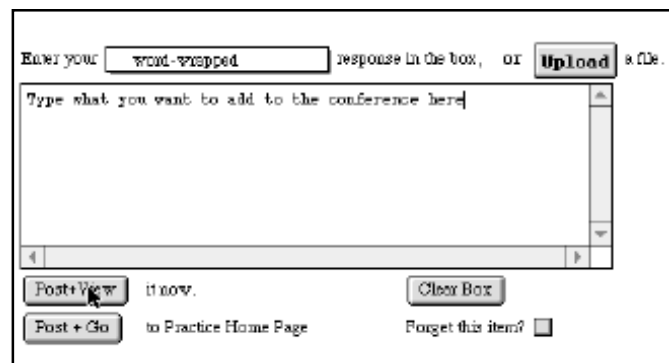 Enter your word-wrapped response in the box, or Upload a file.
Type what you want to add to the conference here
Post+View it now. Clear Box
Post + Go to Practice Home Page Forget this item?